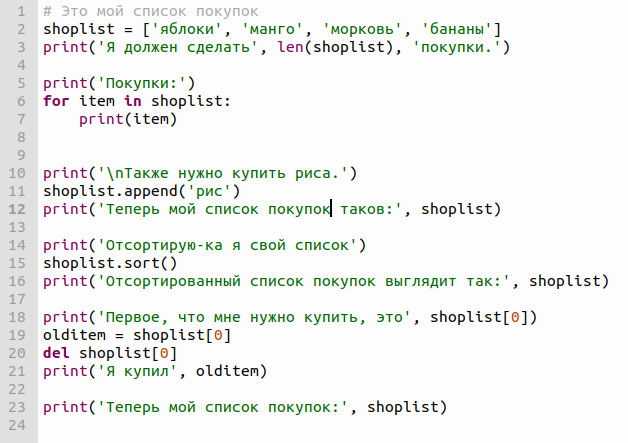 1 # Это мой список покупок
2 shoplist = ['яблоки', 'манго', 'морковь', 'бананы']
3 print('Я должен сделать', len(shoplist), 'покупки.')
4
5 print('Покупки:')
6 for item in shoplist:
7     print(item)
8
9
10 print('\nТакже нужно купить риса.')
11 shoplist.append('рис')
12 print('Теперь мой список покупок таков:', shoplist)
13
14 print('Отсортирую-ка я свой список')
15 shoplist.sort()
16 print('Отсортированный список покупок выглядит так:', shoplist)
17
18 print('Первое, что мне нужно купить, это', shoplist[0])
19 olditem = shoplist[0]
20 del shoplist[0]
21 print('Я купил', olditem)
22
23 print('Теперь мой список покупок:', shoplist)
24